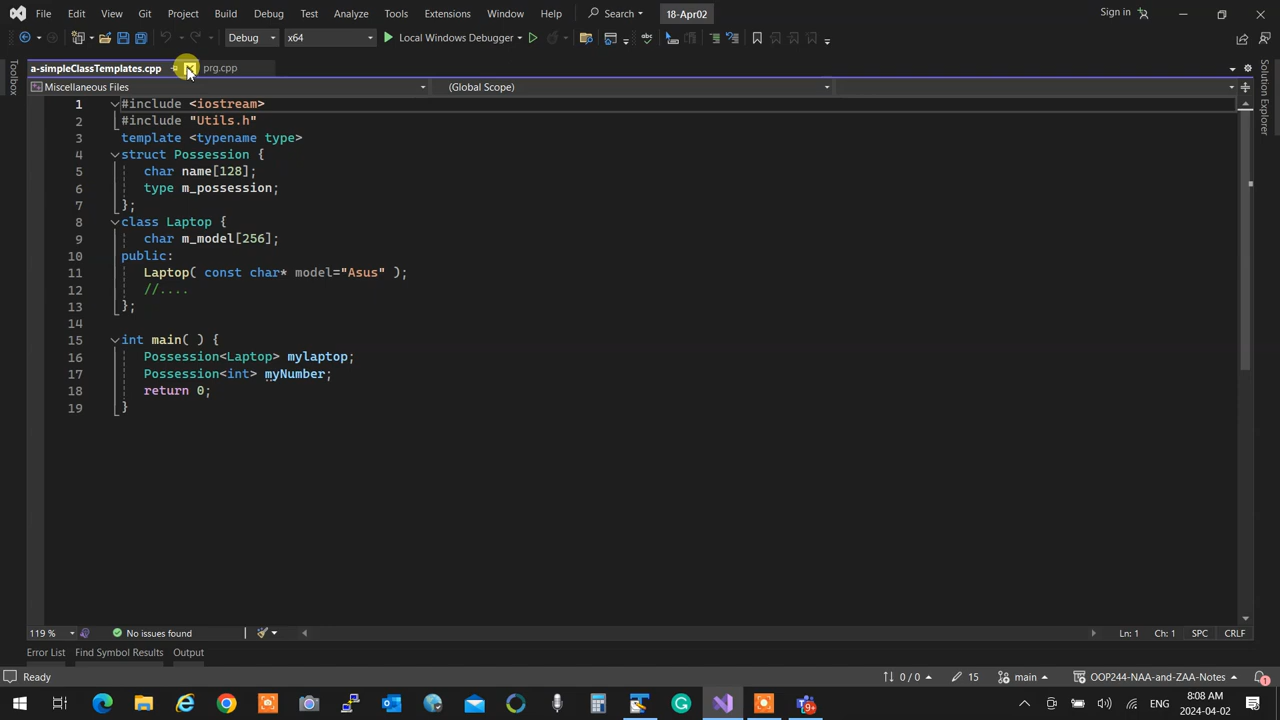 File Edit View Git Project Build Debug Test Analyze Tools Extensions Window Help Search 18-Apr02 Sign in
Debug x64 Local Windows Debugger
a-simpleClassTemplates.cpp prg.cpp
Toolbox
Miscellaneous Files (Global Scope)
Solution Explorer
1 #include <iostream>
2 #include "Utils.h"
3 template <typename type>
4 struct Possession {
5 char name[128];
6 type m_possession;
7 };
8 class Laptop {
9 char m_model[256];
10 public:
11 Laptop( const char* model="Asus" );
12 //....
13 };
14
15 int main( ) {
16 Possession<Laptop> mylaptop;
17 Possession<int> myNumber;
18 return 0;
19 }
119 % No issues found Ln: 1 Ch: 1 SPC CRLF
Error List Find Symbol Results Output
Ready 0 / 0 15 main OOP244-NAA-and-ZAA-Notes 1
9+ ENG 8:08 AM
2024-04-02